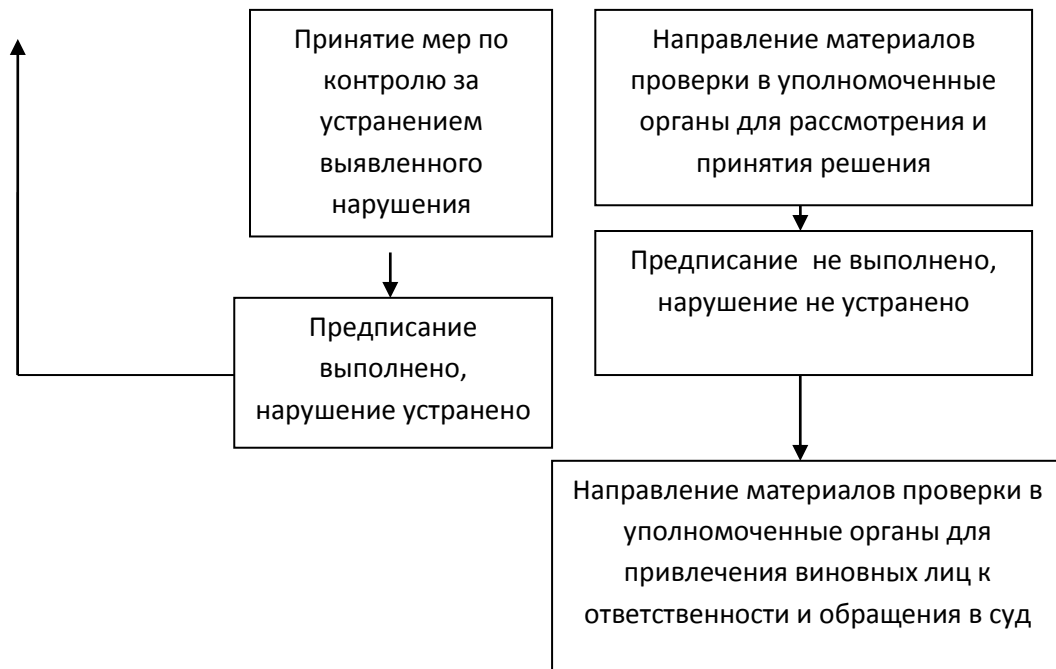 Принятие мер по
контролю за
устранением
выявленного
нарушения
Направление материалов
проверки в уполномоченные
органы для рассмотрения и
принятия решения
Предписание не выполнено,
нарушение не устранено
Предписание
выполнено,
нарушение устранено
Направление материалов проверки в
уполномоченные органы для
привлечения виновных лиц к
ответственности и обращения в суд